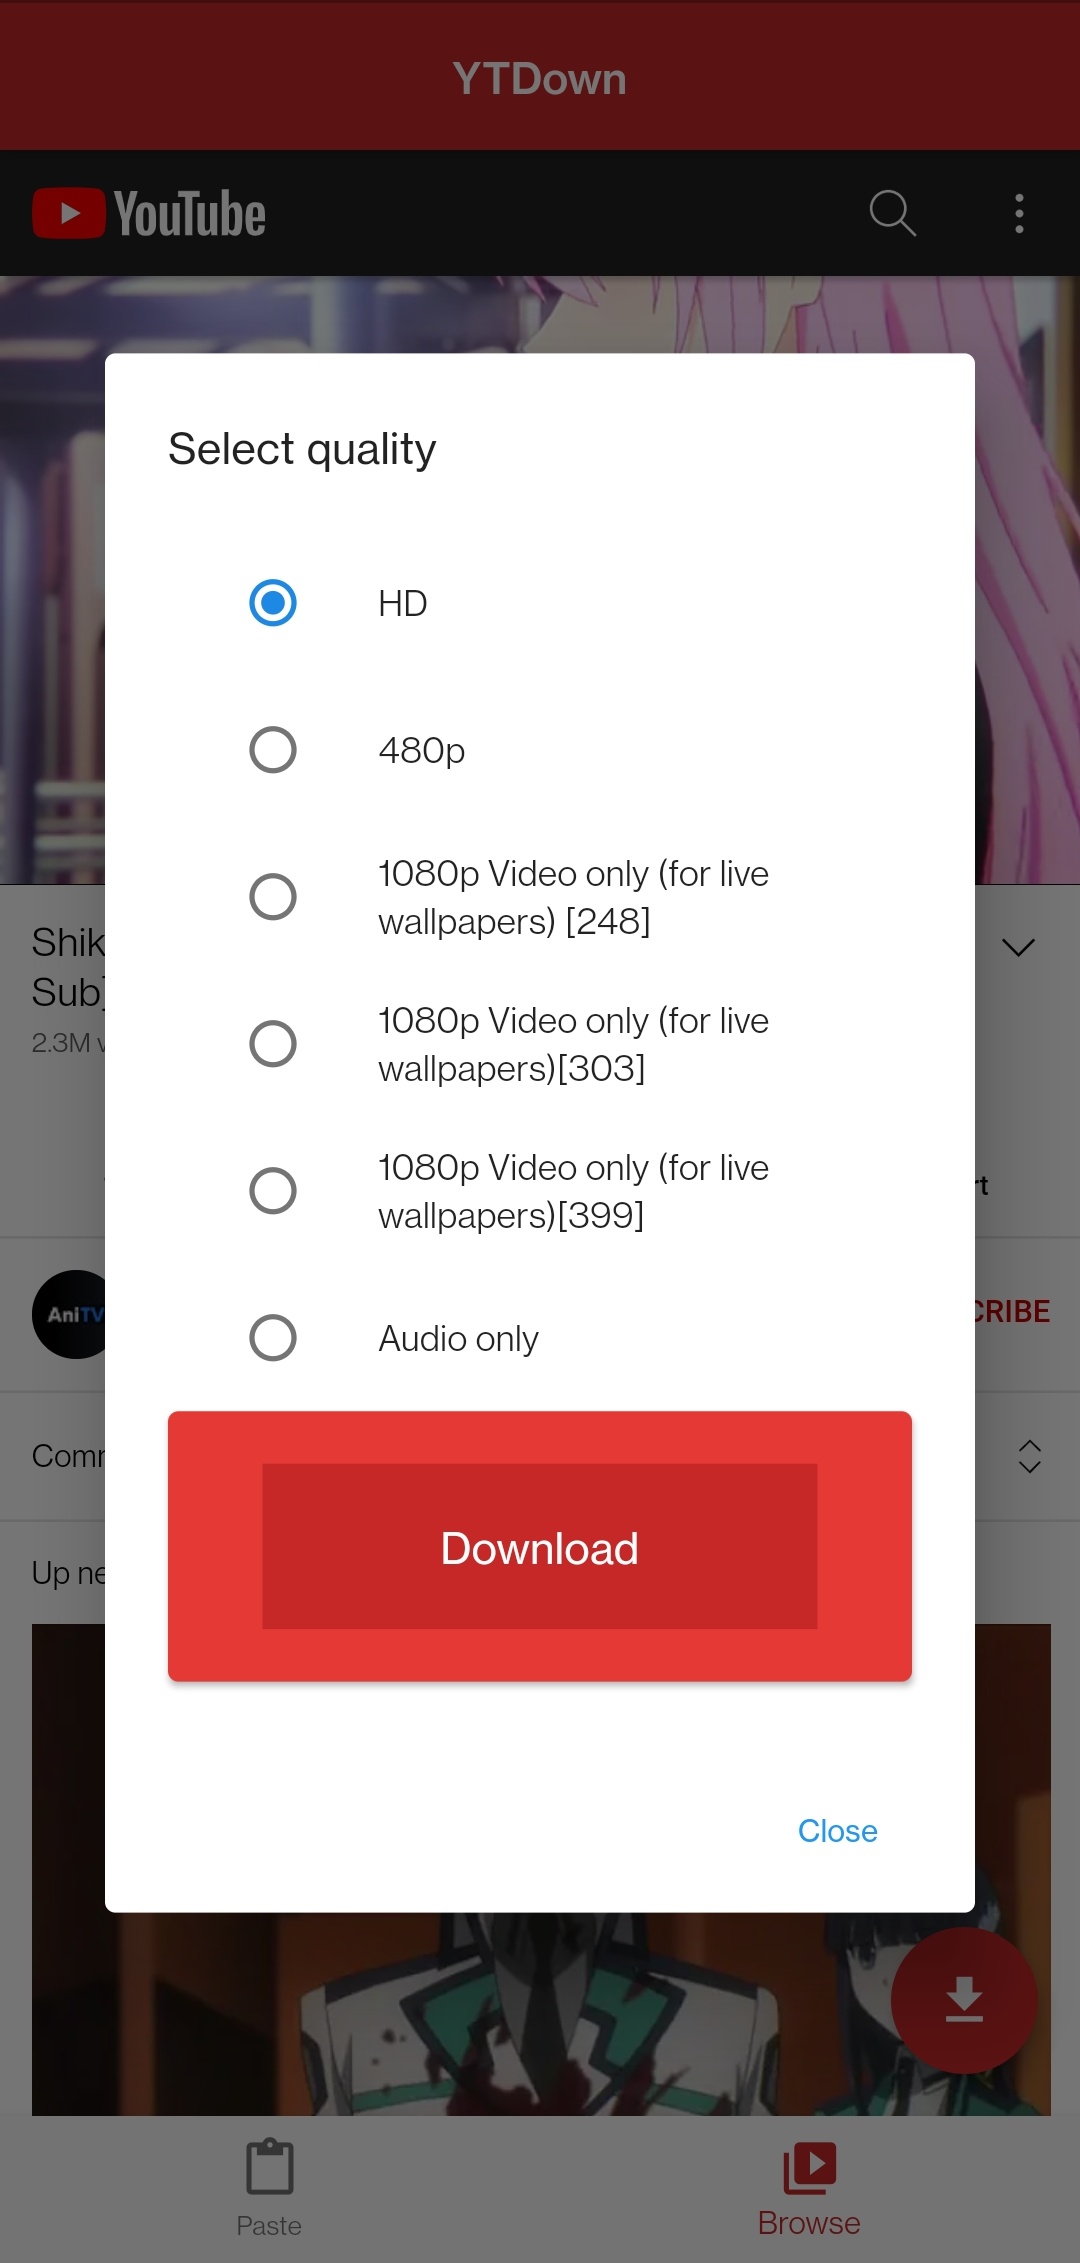 YTDown
YouTube
Select quality
HD
480p
1080p Video only (for live
wallpapers) [248]
1080p Video only (for live
wallpapers)[303]
1080p Video only (for live
wallpapers)[399]
Audio only
Download
Close
Shik
Sub]
2.3M v
rt
AniTV
CRIBE
Comm
Up ne
Paste
Browse